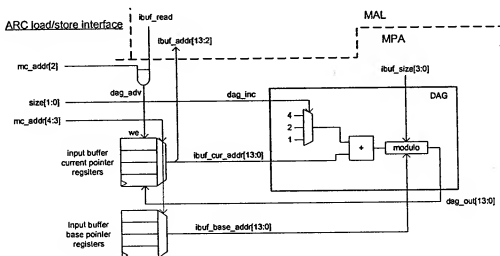 ARC load/store interface
ibuf_read
MAL
MPA
ibuf_addr[13:2]
mc_addr[2]
ibuf_size[3:0]
dag_adv
dag_inc
DAG
size[1:0]
mc_addr[4:3]
4
2
1
we
+
modulo
input buffer
current pointer
regsiters
ibuf_cur_addr[13:0]
dag_out[13:0]
Input buffer
base pointer
registers
ibuf_base_addr[13:0]